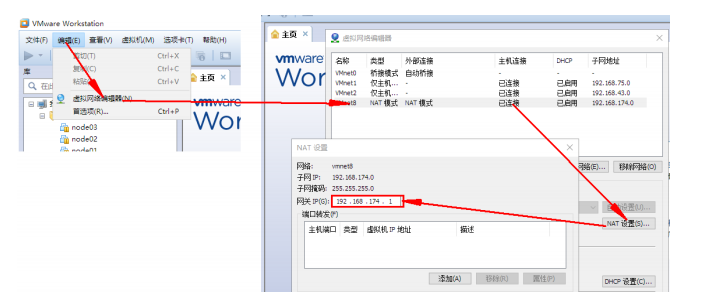 VMware Workstation
文件(F) 编辑(E) 查看(V) 虚拟机(M) 选项卡(T) 帮助(H)
剪切(T) Ctrl+X
复制(C) Ctrl+C
粘贴(P) Ctrl+V
虚拟网络编辑器(N)...
首选项(R)... Ctrl+P
库
在此
node03
node02
node01
主页 ×
vmware
Wor
主页 ×
vmware
Wor
虚拟网络编辑器
名称 类型 外部连接 主机连接 DHCP 子网地址
VMnet0 桥接模式 自动桥接 - - -
VMnet1 仅主机... - 已连接 已启用 192.168.75.0
VMnet2 仅主机... - 已连接 已启用 192.168.43.0
VMnet8 NAT 模式 NAT 模式 已连接 已启用 192.168.174.0
网络(E)... 移除网络(O)
自动设置(U)...
NAT 设置(S)...
DHCP 设置(C)...
NAT 设置
网络: vmnet8
子网 IP: 192.168.174.0
子网掩码: 255.255.255.0
网关 IP(G): 192 . 168 . 174 . 1
端口转发(F)
主机端口 类型 虚拟机 IP 地址 描述
添加(A) 移除(R) 属性(P)